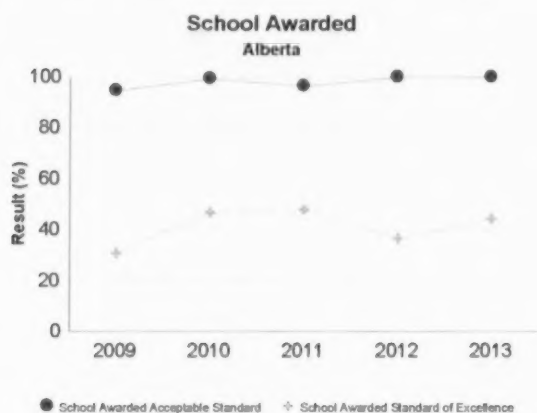 School Awarded
Alberta
100
80
60
40
20
0
Result (%)
2009 2010 2011 2012 2013
School Awarded Acceptable Standard School Awarded Standard of Excellence